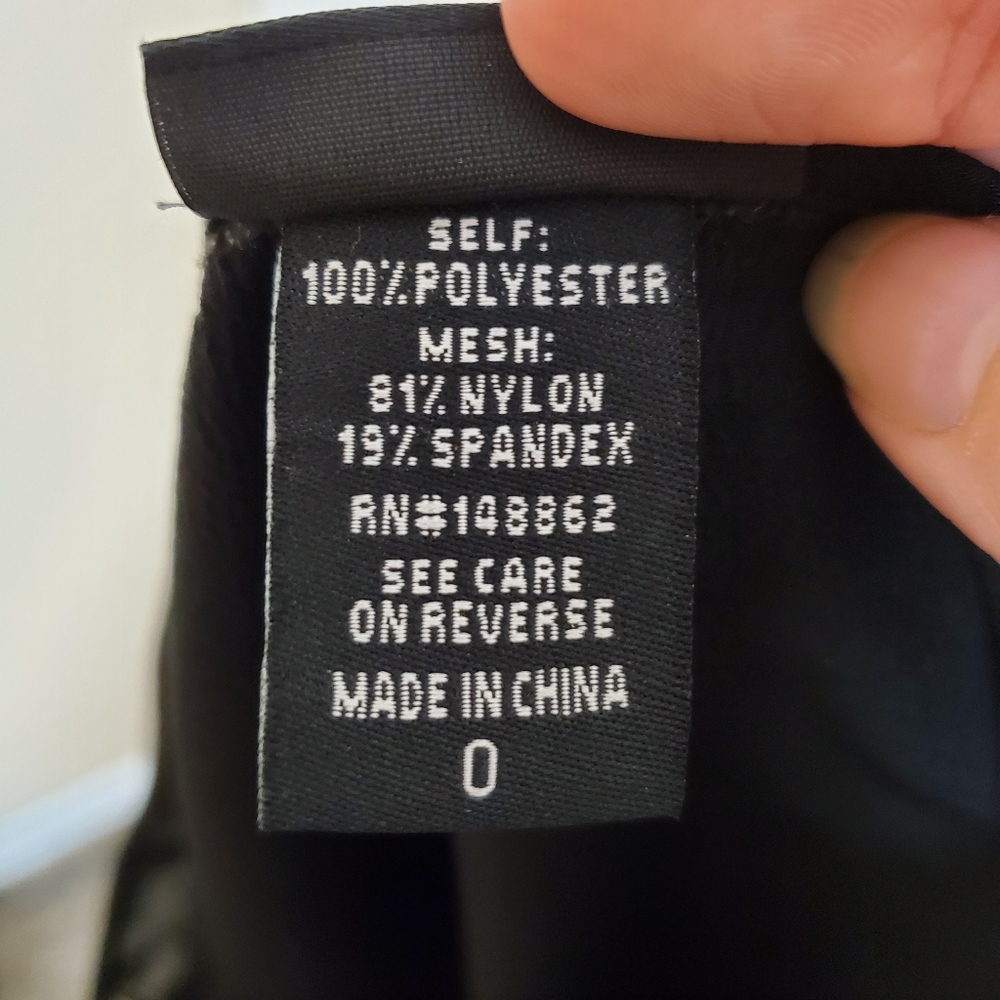 SELF:
100% POLYESTER
MESH:
81% NYLON
19% SPANDEX
RN#148862
SEE CARE
ON REVERSE
MADE IN CHINA
0